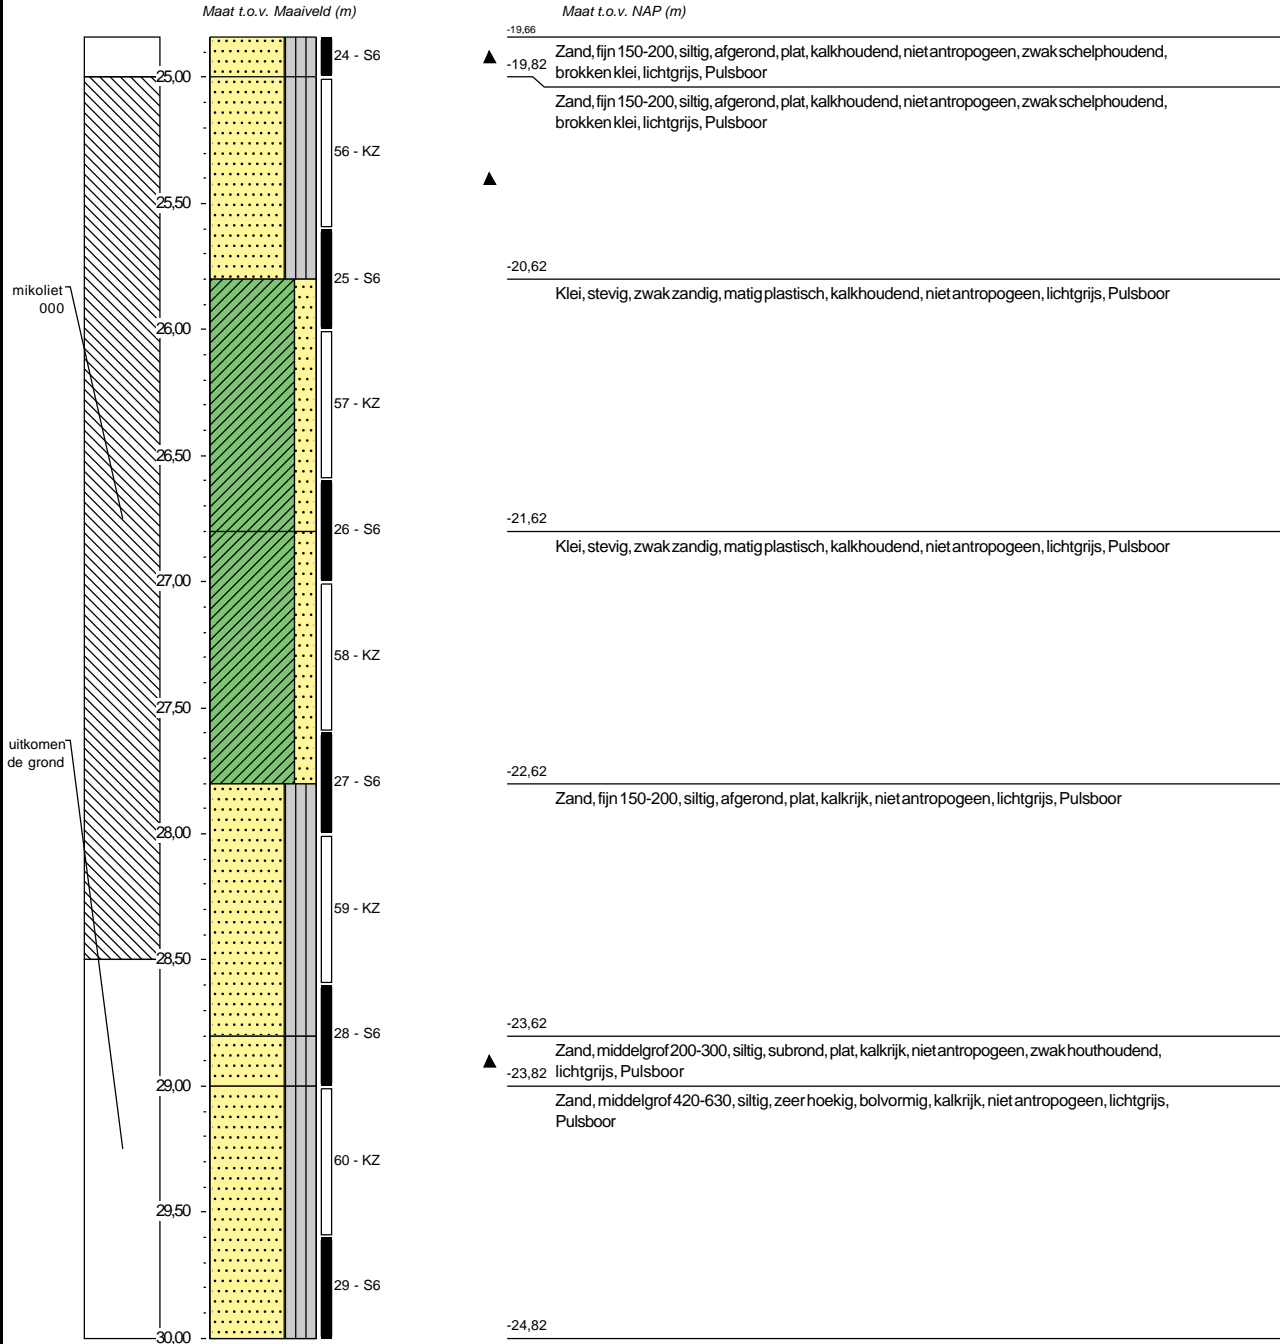 Maat t.o.v. Maaiveld (m)
Maat t.o.v. NAP (m)
-19,66
24 - S6
Zand, fijn 150-200, siltig, afgerond, plat, kalkhoudend, niet antropogeen, zwak schelphoudend,
brokken klei, lichtgrijs, Pulsboor
-19,82
25,00
Zand, fijn 150-200, siltig, afgerond, plat, kalkhoudend, niet antropogeen, zwak schelphoudend,
brokken klei, lichtgrijs, Pulsboor
56 - KZ
25,50
-20,62
25 - S6
Klei, stevig, zwak zandig, matig plastisch, kalkhoudend, niet antropogeen, lichtgrijs, Pulsboor
mikoliet
000
26,00
57 - KZ
26,50
-21,62
26 - S6
Klei, stevig, zwak zandig, matig plastisch, kalkhoudend, niet antropogeen, lichtgrijs, Pulsboor
27,00
58 - KZ
27,50
uitkomen
de grond
-22,62
27 - S6
Zand, fijn 150-200, siltig, afgerond, plat, kalkrijk, niet antropogeen, lichtgrijs, Pulsboor
28,00
59 - KZ
28,50
-23,62
28 - S6
Zand, middelgrof 200-300, siltig, subrond, plat, kalkrijk, niet antropogeen, zwak houthoudend,
lichtgrijs, Pulsboor
-23,82
29,00
Zand, middelgrof 420-630, siltig, zeer hoekig, bolvormig, kalkrijk, niet antropogeen, lichtgrijs,
Pulsboor
60 - KZ
29,50
29 - S6
-24,82
30,00